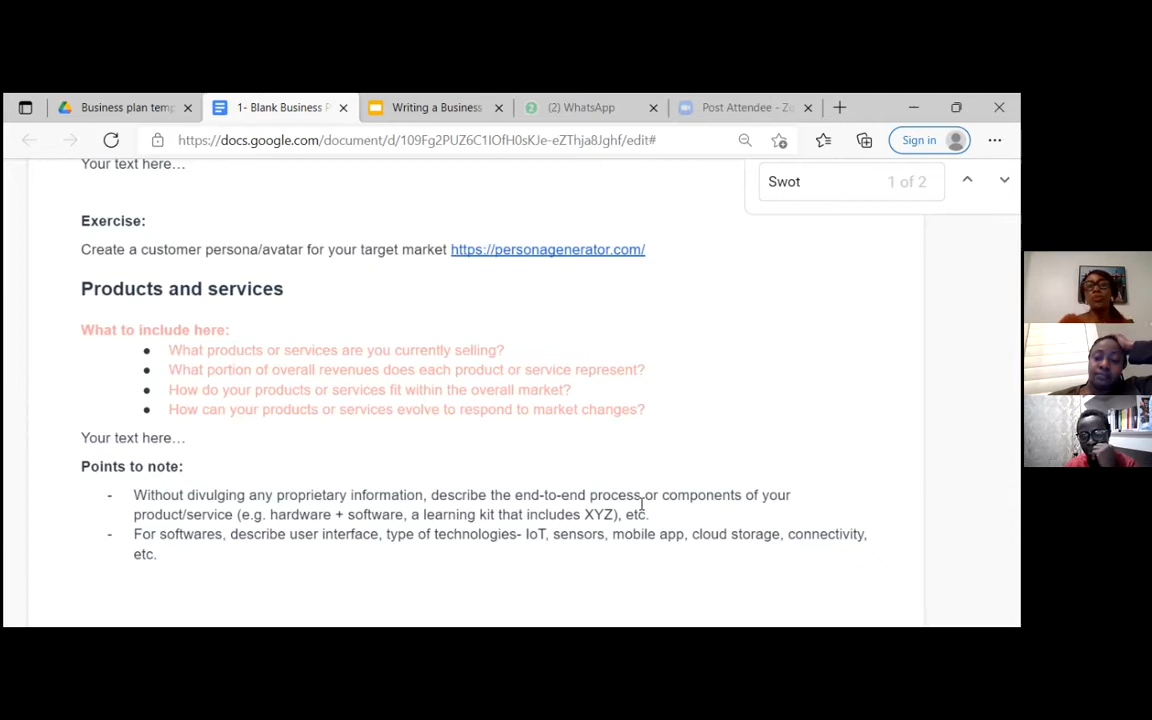 Business plan temp
1- Blank Business P
Writing a Business
(2) WhatsApp
Post Attendee - Zo
https://docs.google.com/document/d/109Fg2PUZ6C1lOfH0sKJe-eZThja8Jghf/edit#
Sign in
Your text here…
Swot
1 of 2
Exercise:
Create a customer persona/avatar for your target market https://personagenerator.com/
Products and services
What to include here:
● What products or services are you currently selling?
● What portion of overall revenues does each product or service represent?
● How do your products or services fit within the overall market?
● How can your products or services evolve to respond to market changes?
Your text here…
Points to note:
- Without divulging any proprietary information, describe the end-to-end process or components of your
product/service (e.g. hardware + software, a learning kit that includes XYZ), etc.
- For softwares, describe user interface, type of technologies- IoT, sensors, mobile app, cloud storage, connectivity,
etc.